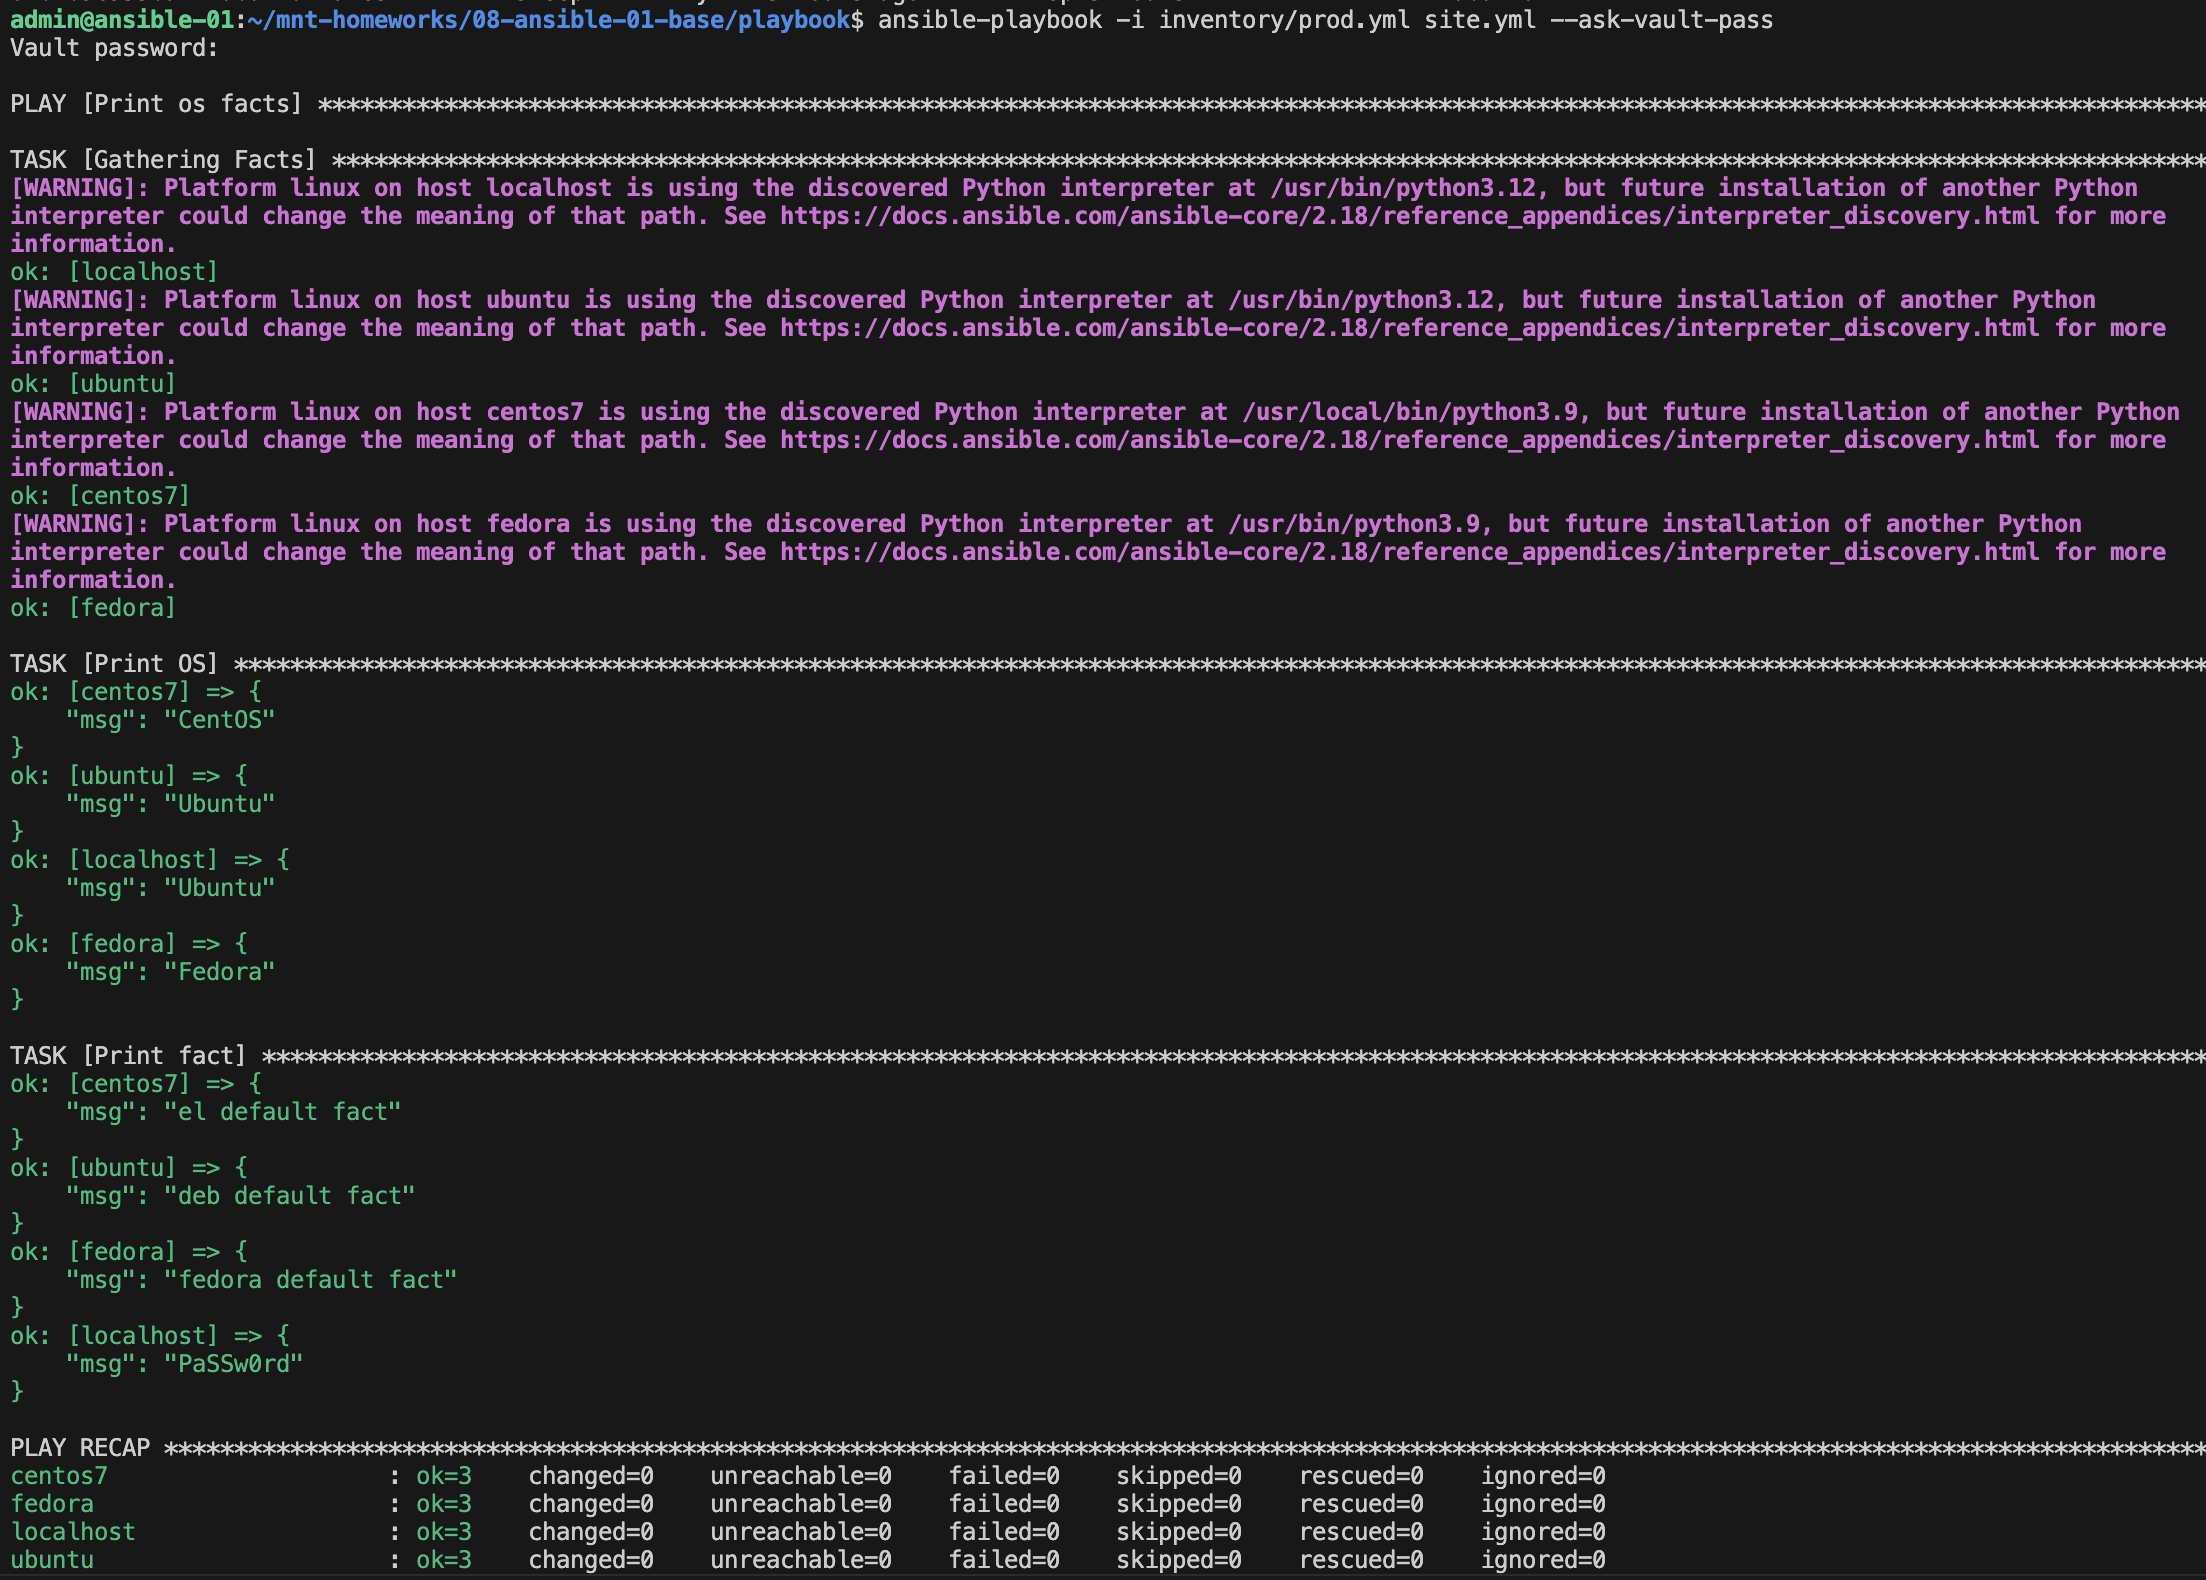 admin@ansible-01:~/mnt-homeworks/08-ansible-01-base/playbook$ ansible-playbook -i inventory/prod.yml site.yml --ask-vault-pass
Vault password:
PLAY [Print os facts] ****************************************************************************************************************************************
TASK [Gathering Facts] ***************************************************************************************************************************************
[WARNING]: Platform linux on host localhost is using the discovered Python interpreter at /usr/bin/python3.12, but future installation of another Python
interpreter could change the meaning of that path. See https://docs.ansible.com/ansible-core/2.18/reference_appendices/interpreter_discovery.html for more
information.
ok: [localhost]
[WARNING]: Platform linux on host ubuntu is using the discovered Python interpreter at /usr/bin/python3.12, but future installation of another Python
interpreter could change the meaning of that path. See https://docs.ansible.com/ansible-core/2.18/reference_appendices/interpreter_discovery.html for more
information.
ok: [ubuntu]
[WARNING]: Platform linux on host centos7 is using the discovered Python interpreter at /usr/local/bin/python3.9, but future installation of another Python
interpreter could change the meaning of that path. See https://docs.ansible.com/ansible-core/2.18/reference_appendices/interpreter_discovery.html for more
information.
ok: [centos7]
[WARNING]: Platform linux on host fedora is using the discovered Python interpreter at /usr/bin/python3.9, but future installation of another Python
interpreter could change the meaning of that path. See https://docs.ansible.com/ansible-core/2.18/reference_appendices/interpreter_discovery.html for more
information.
ok: [fedora]
TASK [Print OS] **********************************************************************************************************************************************
ok: [centos7] => {
    "msg": "CentOS"
}
ok: [ubuntu] => {
    "msg": "Ubuntu"
}
ok: [localhost] => {
    "msg": "Ubuntu"
}
ok: [fedora] => {
    "msg": "Fedora"
}
TASK [Print fact] ********************************************************************************************************************************************
ok: [centos7] => {
    "msg": "el default fact"
}
ok: [ubuntu] => {
    "msg": "deb default fact"
}
ok: [fedora] => {
    "msg": "fedora default fact"
}
ok: [localhost] => {
    "msg": "PaSSw0rd"
}
PLAY RECAP ***************************************************************************************************************************************************
centos7                    : ok=3    changed=0    unreachable=0    failed=0    skipped=0    rescued=0    ignored=0
fedora                     : ok=3    changed=0    unreachable=0    failed=0    skipped=0    rescued=0    ignored=0
localhost                  : ok=3    changed=0    unreachable=0    failed=0    skipped=0    rescued=0    ignored=0
ubuntu                     : ok=3    changed=0    unreachable=0    failed=0    skipped=0    rescued=0    ignored=0